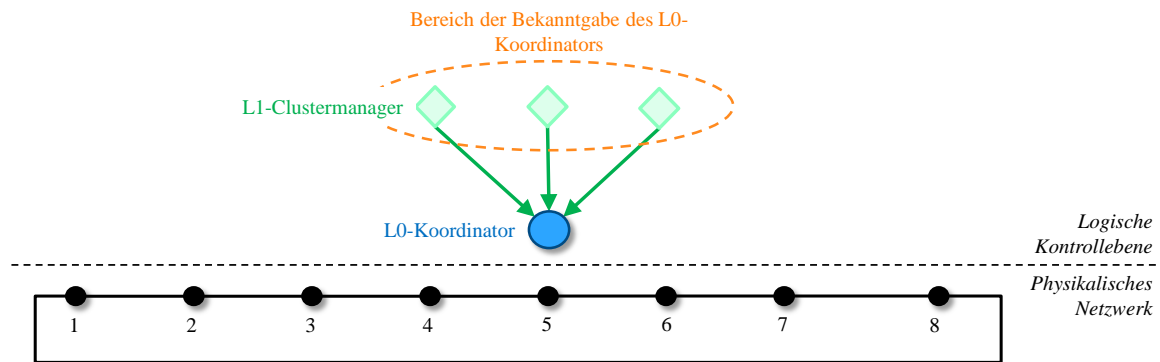 Bereich der Bekanntgabe des L0-
Koordinators
L1-Clustermanager
L0-Koordinator
Logische
Kontrollebene
Physikalisches
Netzwerk
1 2 3 4 5 6 7 8